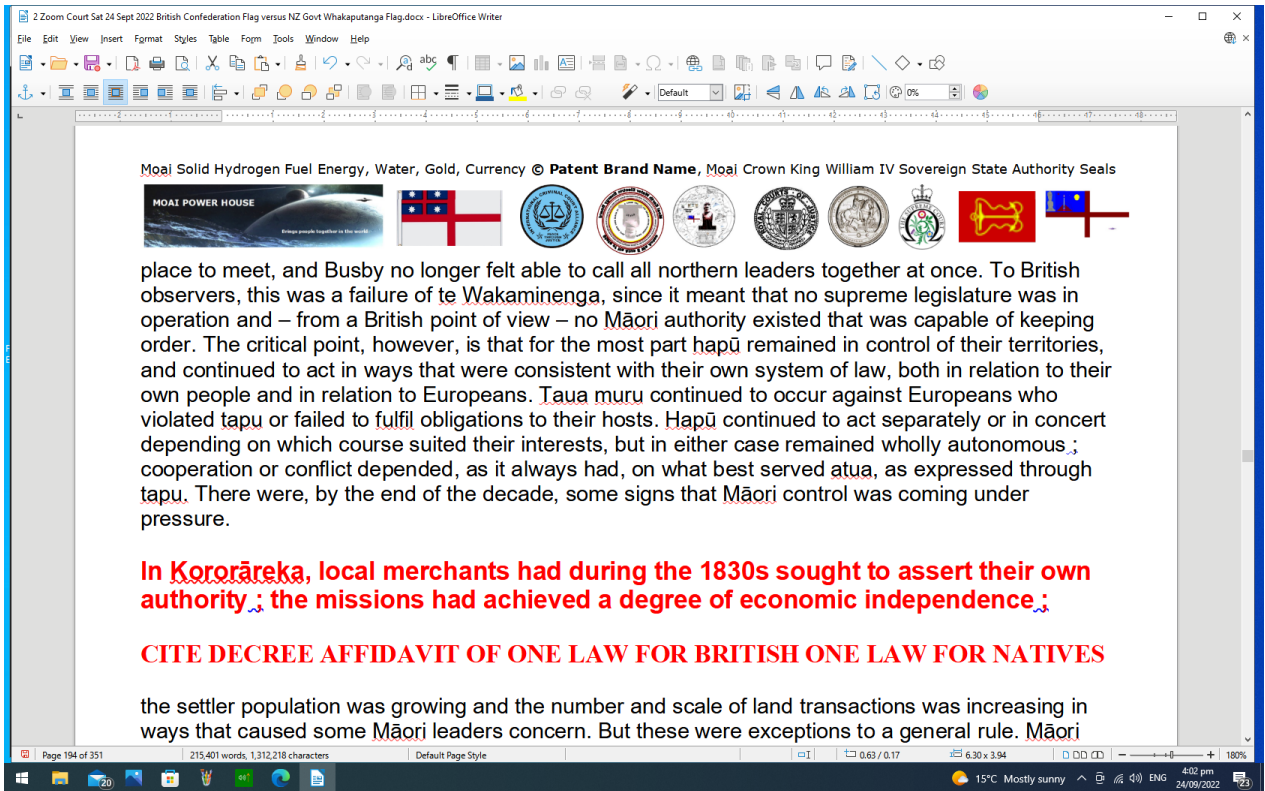 2 Zoom Court Sat 24 Sept 2022 British Confederation Flag versus NZ Govt Whakaputanga Flag.docx - LibreOffice Writer
File Edit View Insert Format Styles Table Form Tools Window Help
Default
0%
Moai Solid Hydrogen Fuel Energy, Water, Gold, Currency © Patent Brand Name, Moai Crown King William IV Sovereign State Authority Seals
MOAI POWER HOUSE
Brings people together in the world
place to meet, and Busby no longer felt able to call all northern leaders together at once. To British
observers, this was a failure of te Wakaminenga, since it meant that no supreme legislature was in
operation and – from a British point of view – no Māori authority existed that was capable of keeping
order. The critical point, however, is that for the most part hapū remained in control of their territories,
and continued to act in ways that were consistent with their own system of law, both in relation to their
own people and in relation to Europeans. Taua muru continued to occur against Europeans who
violated tapu or failed to fulfil obligations to their hosts. Hapū continued to act separately or in concert
depending on which course suited their interests, but in either case remained wholly autonomous ;
cooperation or conflict depended, as it always had, on what best served atua, as expressed through
tapu. There were, by the end of the decade, some signs that Māori control was coming under
pressure.
In Kororāreka, local merchants had during the 1830s sought to assert their own
authority ; the missions had achieved a degree of economic independence ;
CITE DECREE AFFIDAVIT OF ONE LAW FOR BRITISH ONE LAW FOR NATIVES
the settler population was growing and the number and scale of land transactions was increasing in
ways that caused some Māori leaders concern. But these were exceptions to a general rule. Māori
Page 194 of 351 215,401 words, 1,312,218 characters Default Page Style 0.63 / 0.17 6.30 x 3.94 180%
20 15°C Mostly sunny ENG 4:02 pm
24/09/2022 23